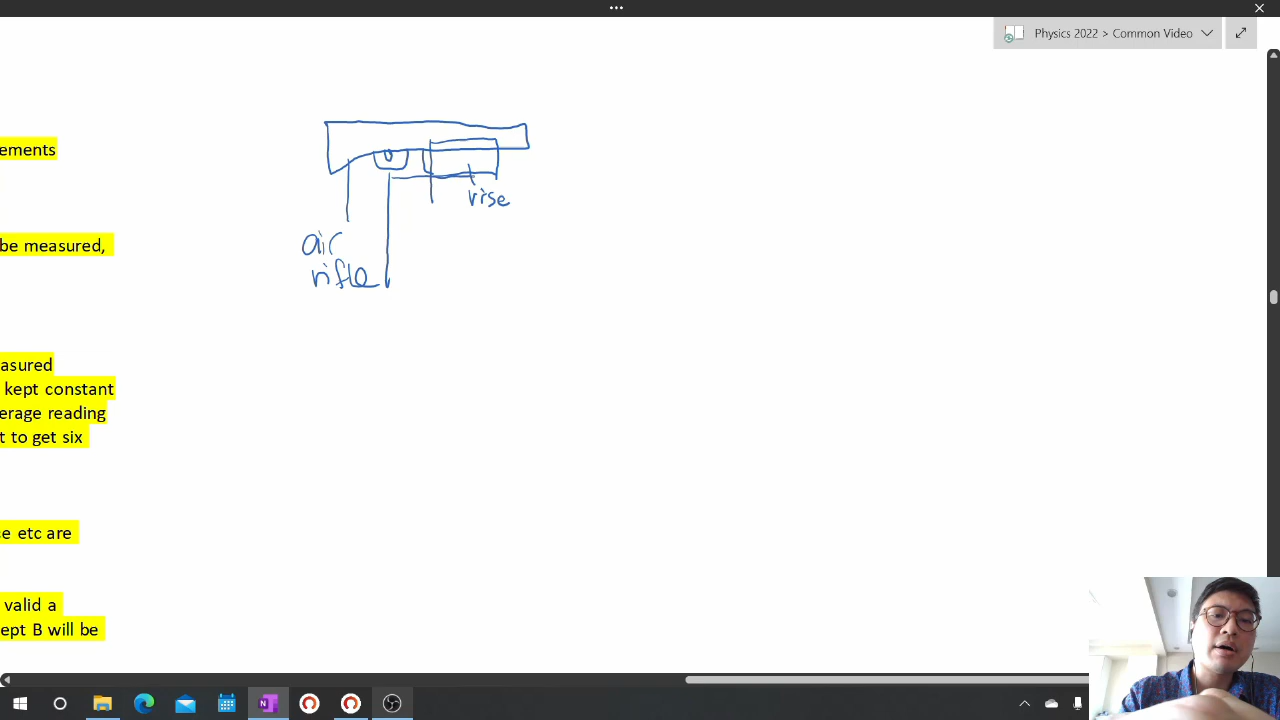 Physics 2022 > Common Video
ements
be measured,
asured
kept constant
erage reading
t to get six
e etc are
valid a
ept B will be
rise
air
rifle